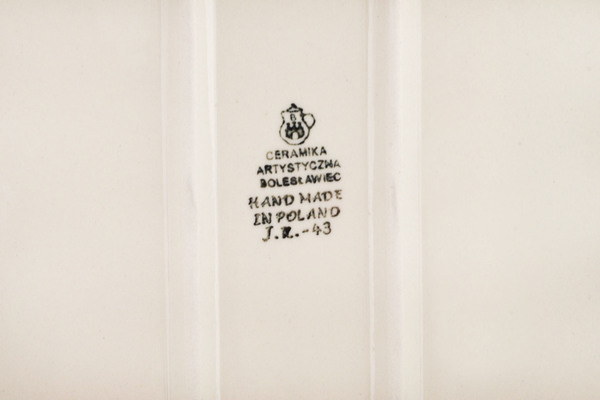 B
CERAMIKA
ARTYSTYCZNA
BOLESŁAWIEC
HAND MADE
IN POLAND
J.R.-43